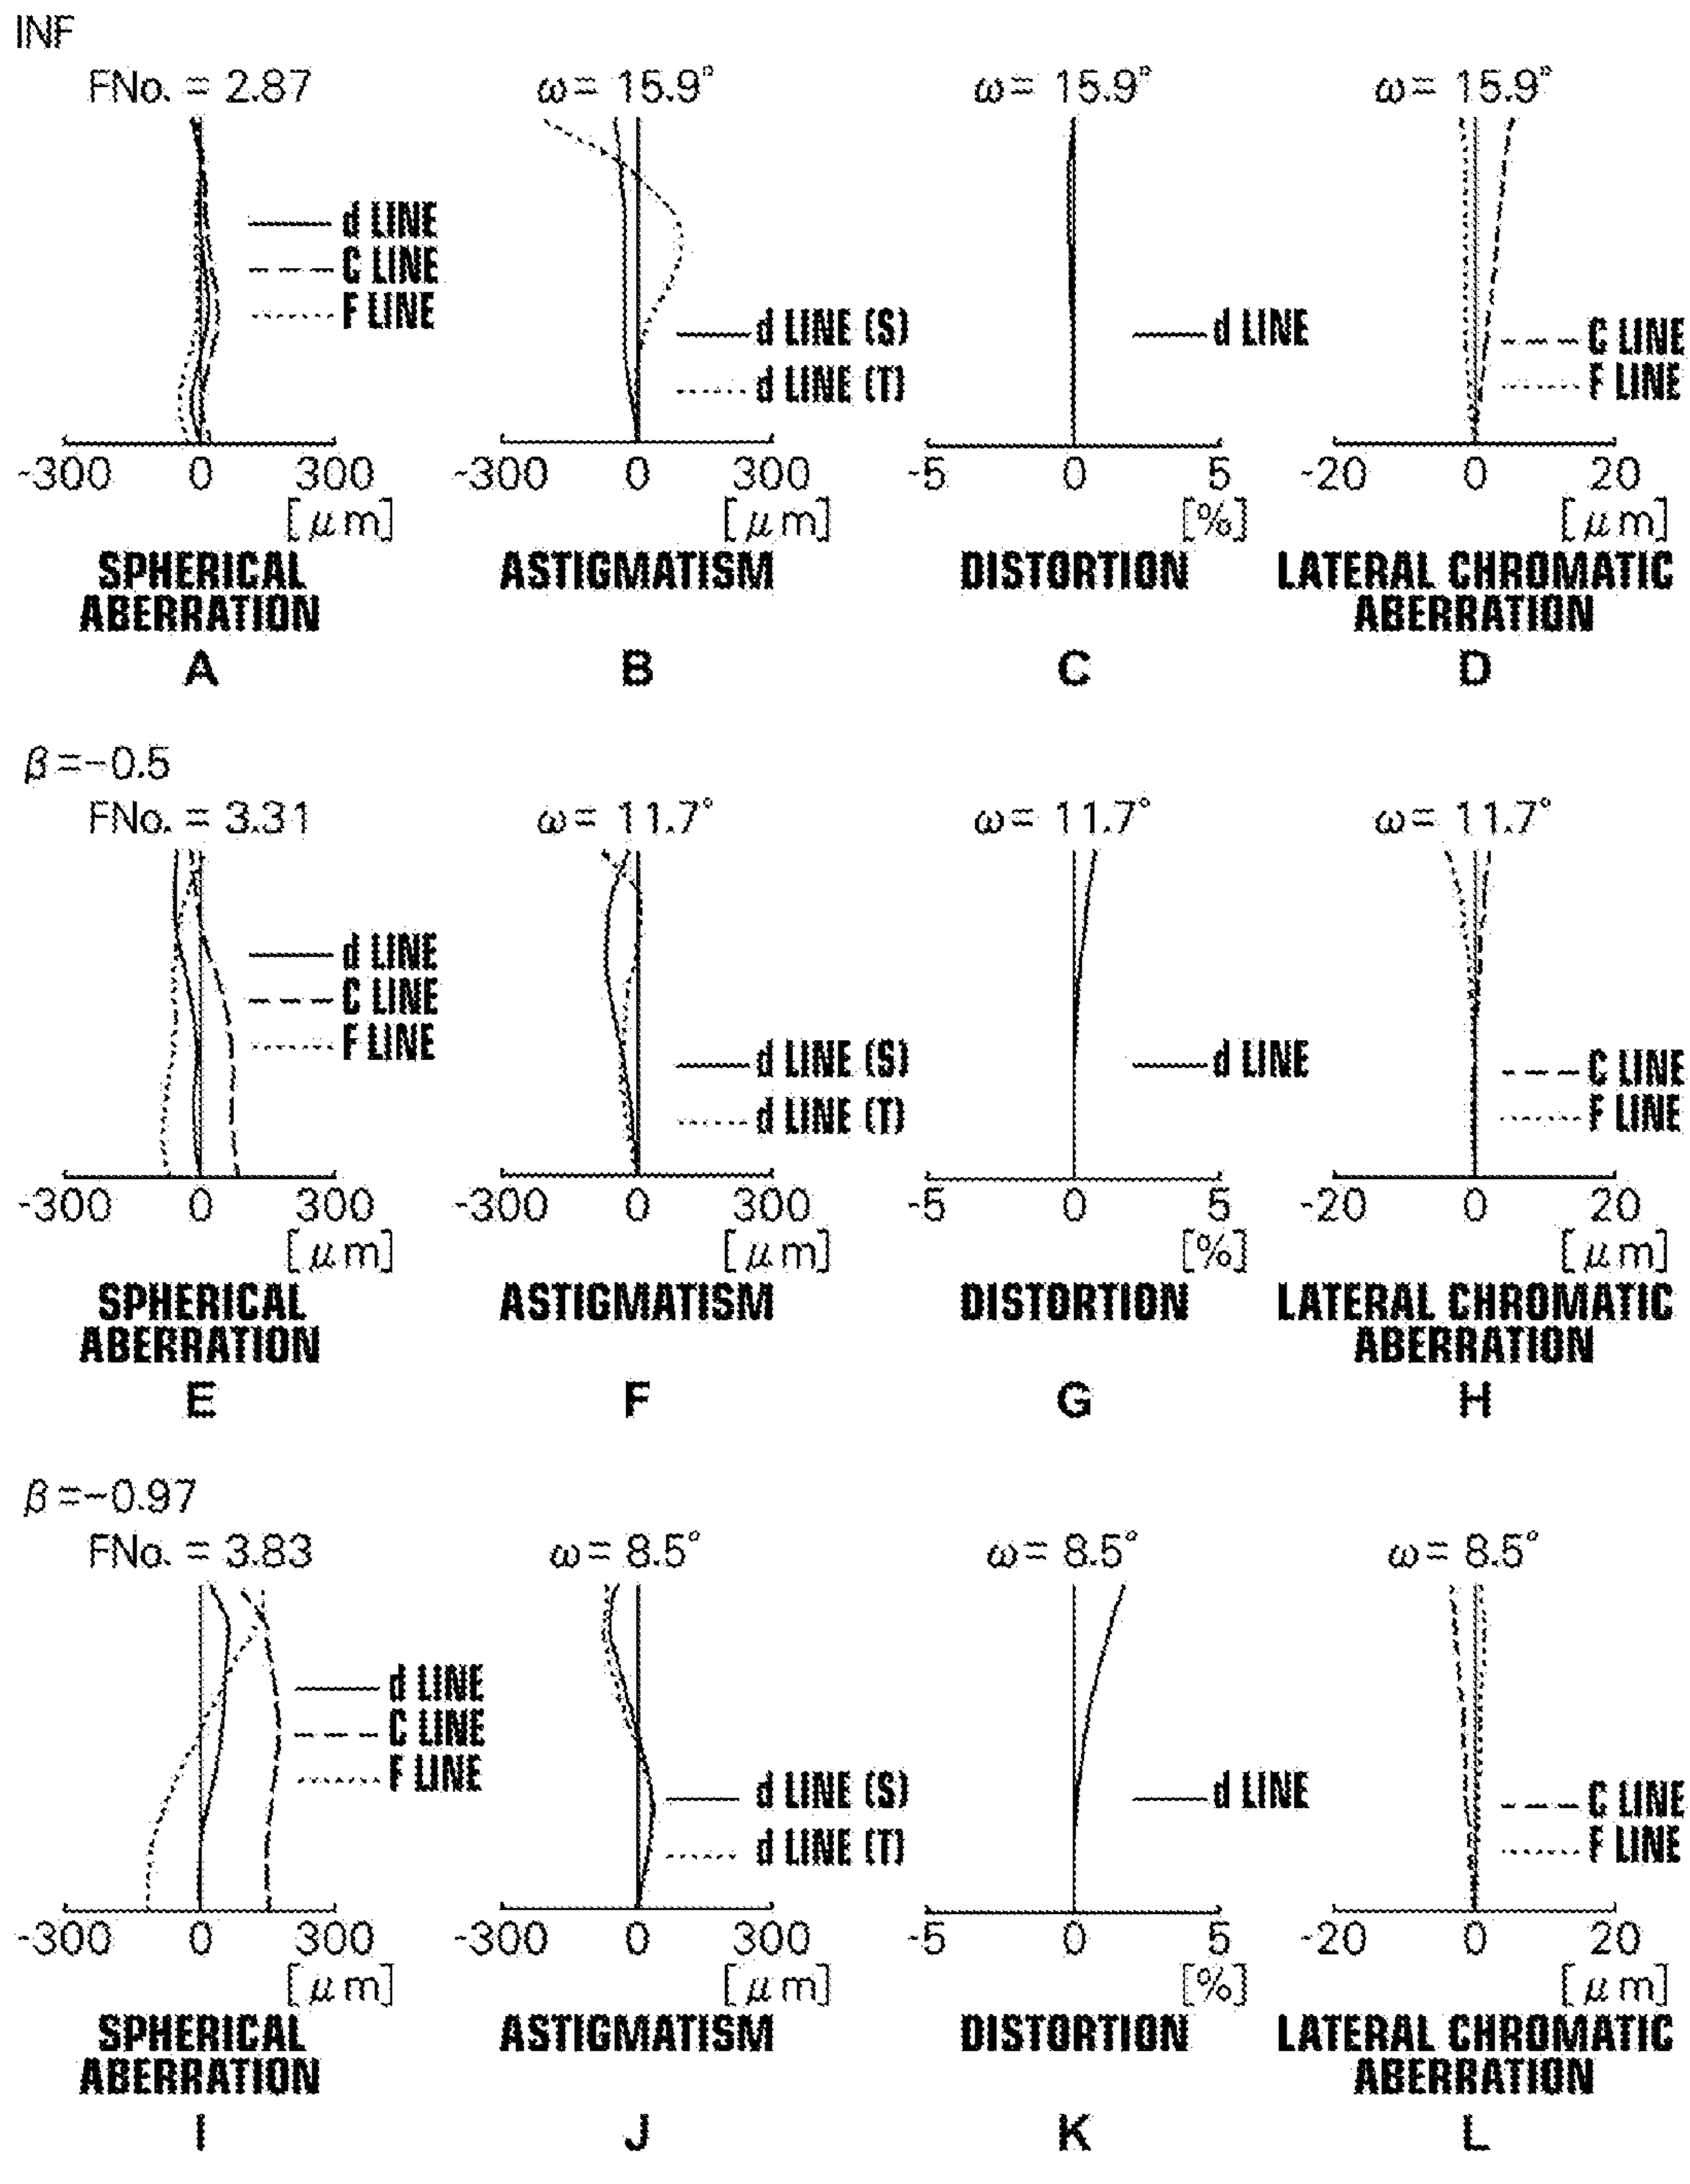 INF
FNo. = 2.87
ω= 15.9°
ω= 15.9°
ω= 15.9°
d LINE
C LINE
F LINE
d LINE (S)
d LINE (T)
d LINE
C LINE
F LINE
-300 0 300
[μm]
-300 0 300
[μm]
-5 0 5
[%]
-20 0 20
[μm]
SPHERICAL
ABERRATION
ASTIGMATISM
DISTORTION
LATERAL CHROMATIC
ABERRATION
A
B
C
D
β=-0.5
FNo. = 3.31
ω= 11.7°
ω= 11.7°
ω= 11.7°
d LINE
C LINE
F LINE
d LINE (S)
d LINE (T)
d LINE
C LINE
F LINE
-300 0 300
[μm]
-300 0 300
[μm]
-5 0 5
[%]
-20 0 20
[μm]
SPHERICAL
ABERRATION
ASTIGMATISM
DISTORTION
LATERAL CHROMATIC
ABERRATION
E
F
G
H
β=-0.97
FNo. = 3.83
ω= 8.5°
ω= 8.5°
ω= 8.5°
d LINE
C LINE
F LINE
d LINE (S)
d LINE (T)
d LINE
C LINE
F LINE
-300 0 300
[μm]
-300 0 300
[μm]
-5 0 5
[%]
-20 0 20
[μm]
SPHERICAL
ABERRATION
ASTIGMATISM
DISTORTION
LATERAL CHROMATIC
ABERRATION
I
J
K
L